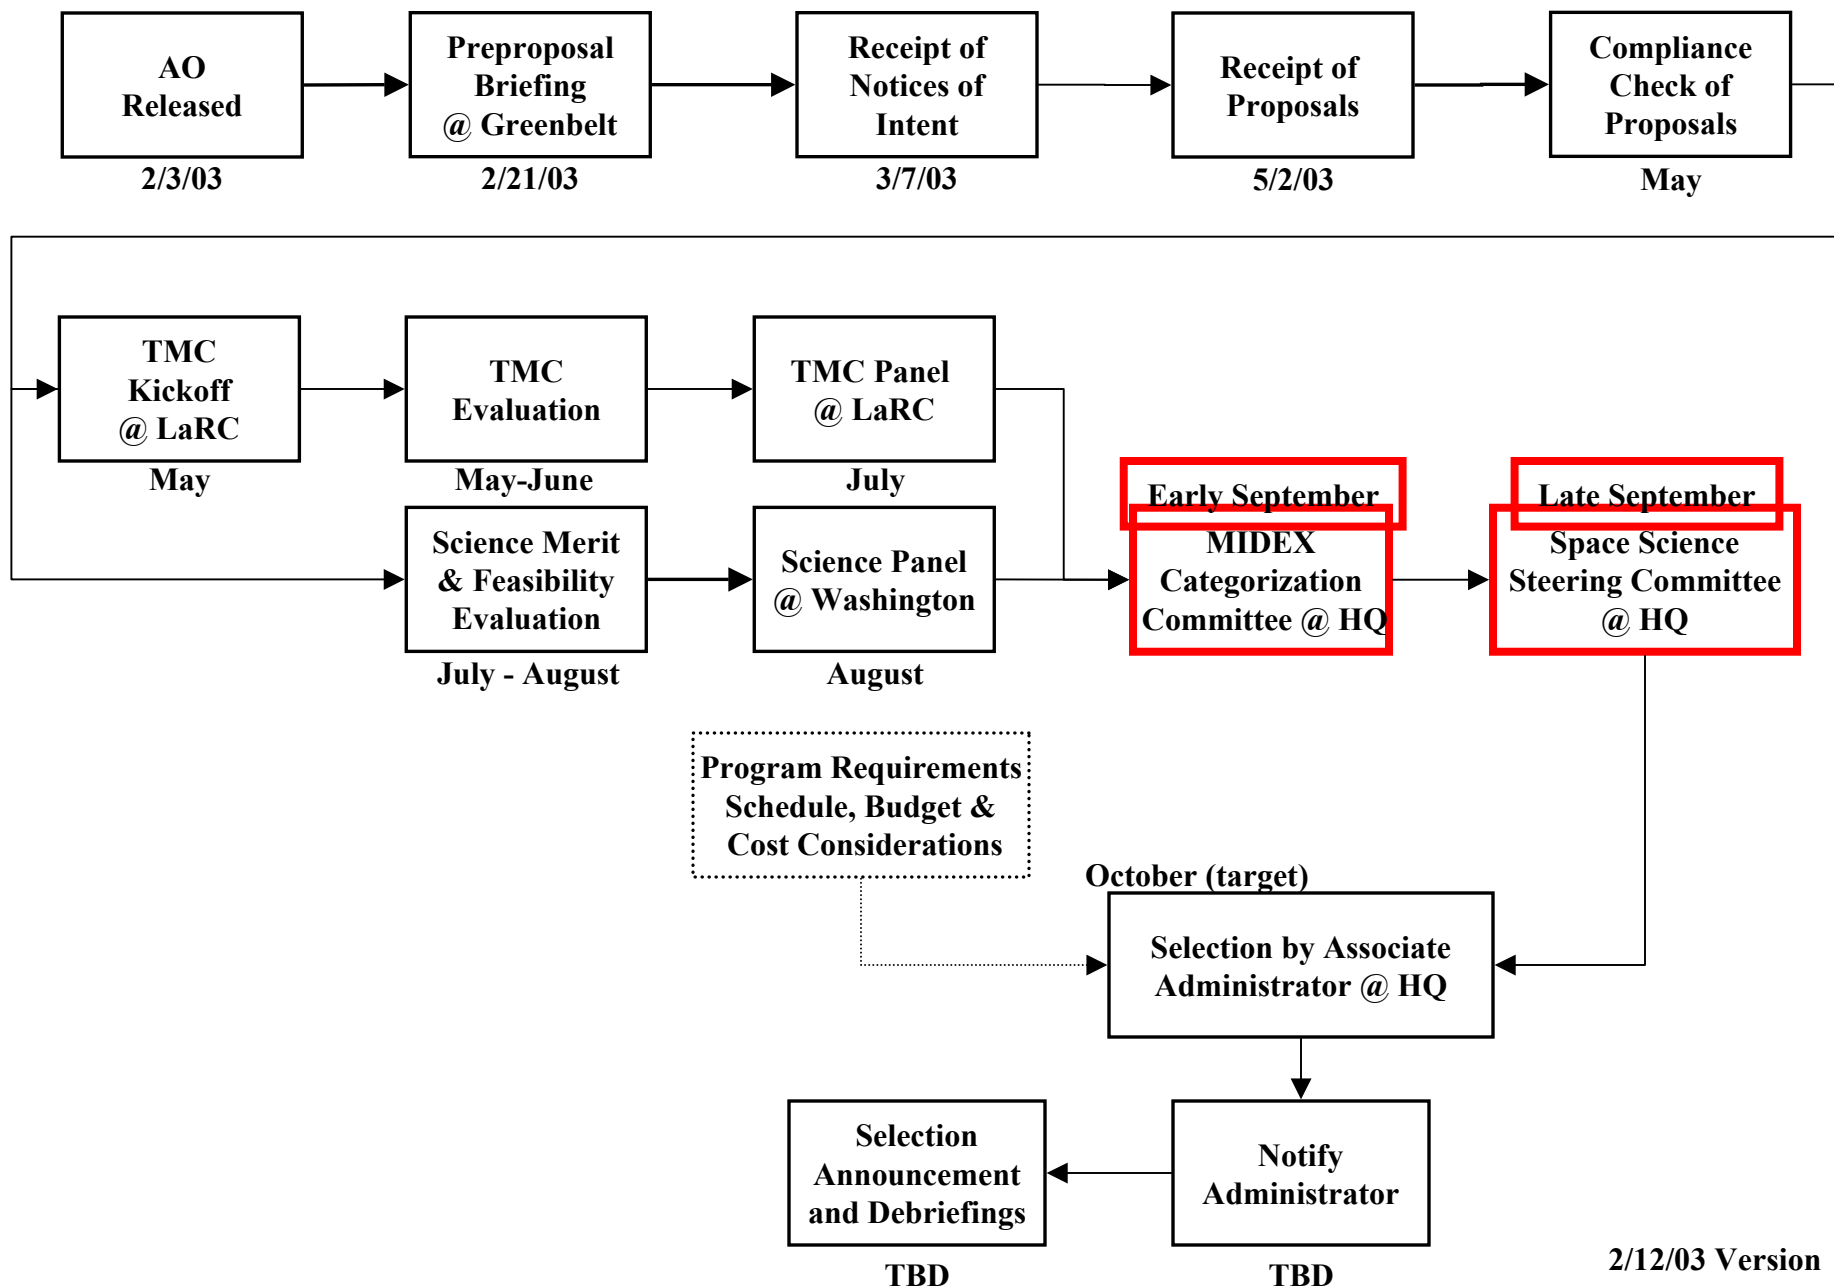 AO
Released
2/3/03
Preproposal
Briefing
@ Greenbelt
2/21/03
Receipt of
Notices of
Intent
3/7/03
Receipt of
Proposals
5/2/03
Compliance
Check of
Proposals
May
TMC
Kickoff
@ LaRC
May
TMC
Evaluation
May-June
TMC Panel
@ LaRC
July
Science Merit
& Feasibility
Evaluation
July - August
Science Panel
@ Washington
August
Early September
MIDEX
Categorization
Committee @ HQ
Late September
Space Science
Steering Committee
@ HQ
Program Requirements
Schedule, Budget &
Cost Considerations
October (target)
Selection by Associate
Administrator @ HQ
Notify
Administrator
TBD
Selection
Announcement
and Debriefings
TBD
2/12/03 Version